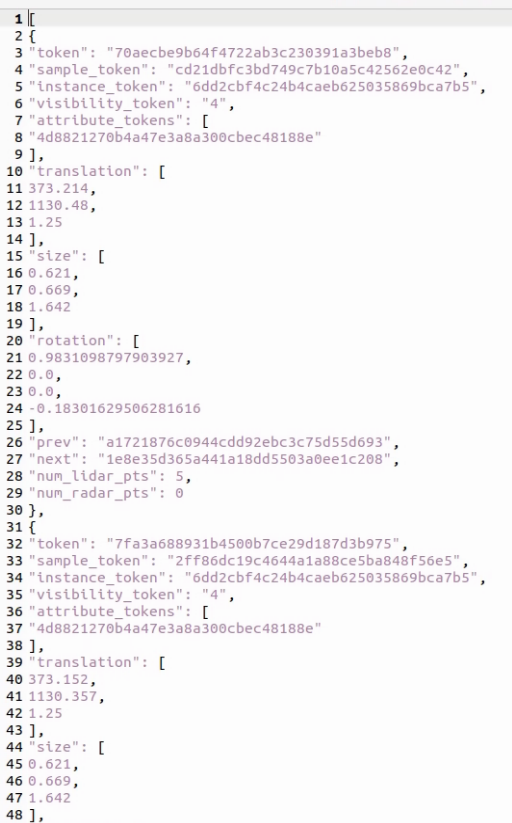 1 [
2 {
3 "token": "70aecbe9b64f4722ab3c230391a3beb8",
4 "sample_token": "cd21dbfc3bd749c7b10a5c42562e0c42",
5 "instance_token": "6dd2cbf4c24b4caeb625035869bca7b5",
6 "visibility_token": "4",
7 "attribute_tokens": [
8 "4d8821270b4a47e3a8a300cbec48188e"
9 ],
10 "translation": [
11 373.214,
12 1130.48,
13 1.25
14 ],
15 "size": [
16 0.621,
17 0.669,
18 1.642
19 ],
20 "rotation": [
21 0.9831098797903927,
22 0.0,
23 0.0,
24 -0.18301629506281616
25 ],
26 "prev": "a1721876c0944cdd92ebc3c75d55d693",
27 "next": "1e8e35d365a441a18dd5503a0ee1c208",
28 "num_lidar_pts": 5,
29 "num_radar_pts": 0
30 },
31 {
32 "token": "7fa3a688931b4500b7ce29d187d3b975",
33 "sample_token": "2ff86dc19c4644a1a88ce5ba848f56e5",
34 "instance_token": "6dd2cbf4c24b4caeb625035869bca7b5",
35 "visibility_token": "4",
36 "attribute_tokens": [
37 "4d8821270b4a47e3a8a300cbec48188e"
38 ],
39 "translation": [
40 373.152,
41 1130.357,
42 1.25
43 ],
44 "size": [
45 0.621,
46 0.669,
47 1.642
48 ],